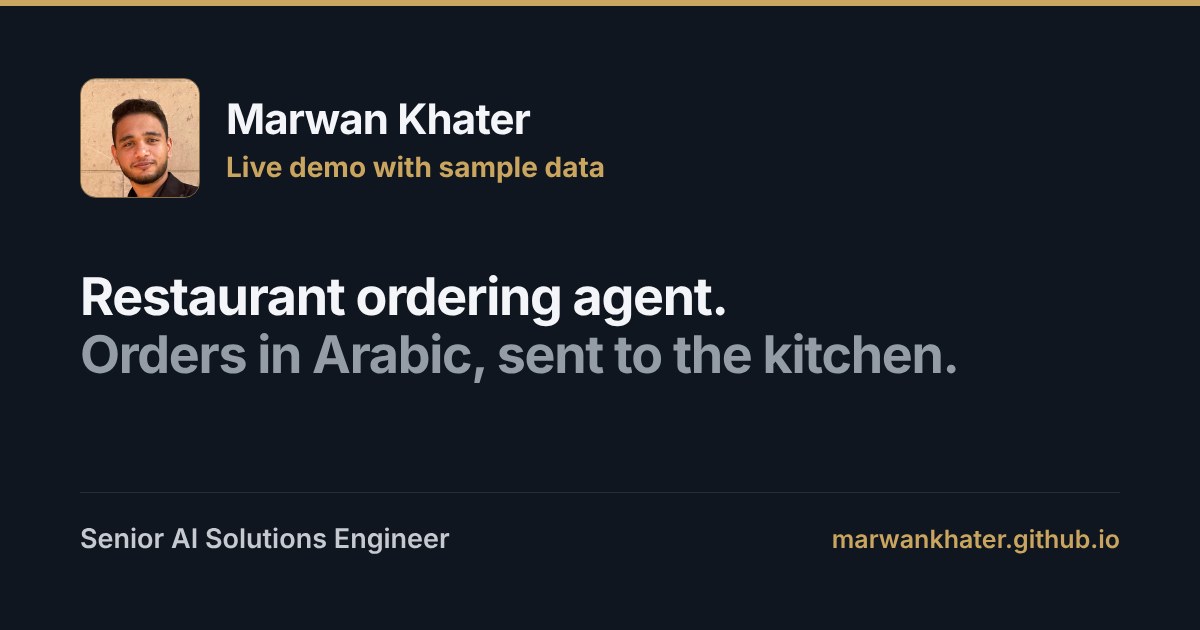 Marwan Khater
Live demo with sample data
Restaurant ordering agent.
Orders in Arabic, sent to the kitchen.
Senior AI Solutions Engineer
marwankhater.github.io